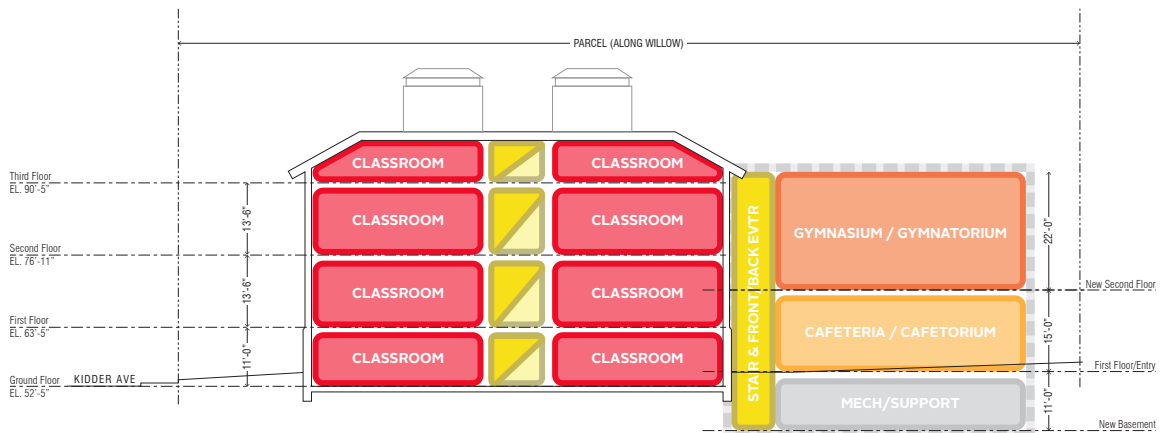 PARCEL (ALONG WILLOW)
CLASSROOM
CLASSROOM
Third Floor
EL. 90'-5"
13'-6"
CLASSROOM
CLASSROOM
GYMNASIUM / GYMNATORIUM
22'-0"
Second Floor
EL. 76'-11"
13'-6"
CLASSROOM
CLASSROOM
New Second Floor
STAIR & FRONT/BACK EVTR
First Floor
EL. 63'-5"
CAFETERIA / CAFETORIUM
15'-0"
11'-0"
CLASSROOM
CLASSROOM
First Floor/Entry
Ground Floor
EL. 52'-5"
KIDDER AVE
MECH/SUPPORT
11'-0"
New Basement